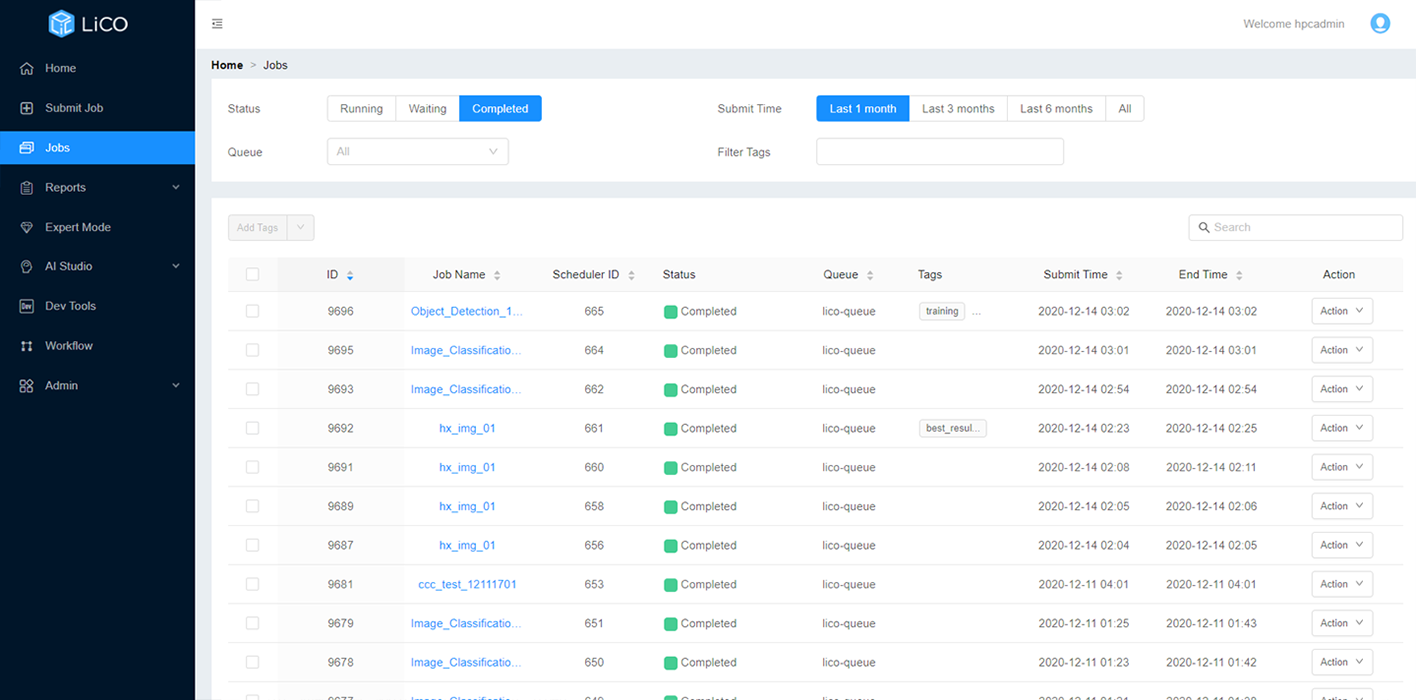 LiCO
Welcome hpcadmin
Home
Submit Job
Jobs
Reports
Expert Mode
AI Studio
Dev Dev Tools
Workflow
Admin
Home > Jobs
Status Running Waiting Completed Submit Time Last 1 month Last 3 months Last 6 months All
Queue All Filter Tags
Add Tags Search
ID Job Name Scheduler ID Status Queue Tags Submit Time End Time Action
9696 Object_Detection_1... 665 Completed lico-queue training ... 2020-12-14 03:02 2020-12-14 03:02 Action
9695 Image_Classificatio... 664 Completed lico-queue 2020-12-14 03:01 2020-12-14 03:01 Action
9693 Image_Classificatio... 662 Completed lico-queue 2020-12-14 02:54 2020-12-14 02:54 Action
9692 hx_img_01 661 Completed lico-queue best_resul... 2020-12-14 02:23 2020-12-14 02:25 Action
9691 hx_img_01 660 Completed lico-queue 2020-12-14 02:08 2020-12-14 02:11 Action
9689 hx_img_01 658 Completed lico-queue 2020-12-14 02:05 2020-12-14 02:06 Action
9687 hx_img_01 656 Completed lico-queue 2020-12-14 02:04 2020-12-14 02:05 Action
9681 ccc_test_12111701 653 Completed lico-queue 2020-12-11 04:01 2020-12-11 04:01 Action
9679 Image_Classificatio... 651 Completed lico-queue 2020-12-11 01:25 2020-12-11 01:43 Action
9678 Image_Classificatio... 650 Completed lico-queue 2020-12-11 01:23 2020-12-11 01:42 Action